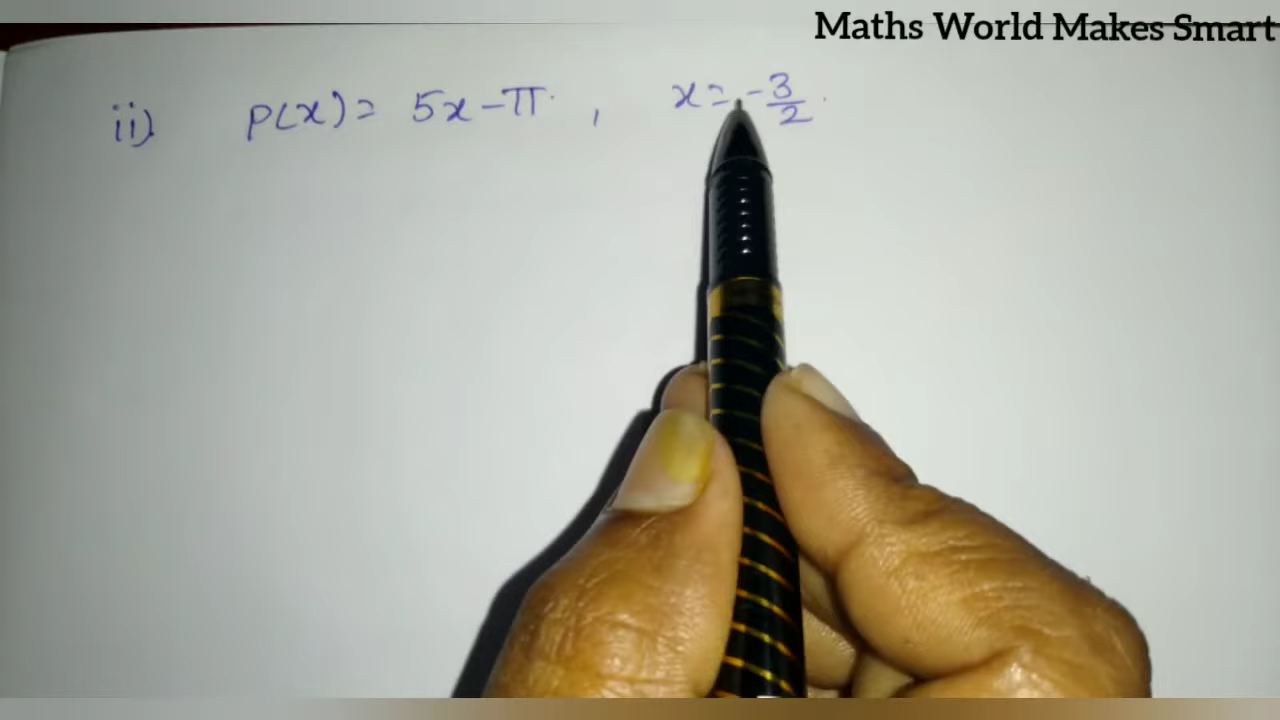 Maths World Makes Smart
ii) p(x) = 5x - π , x = -3/2